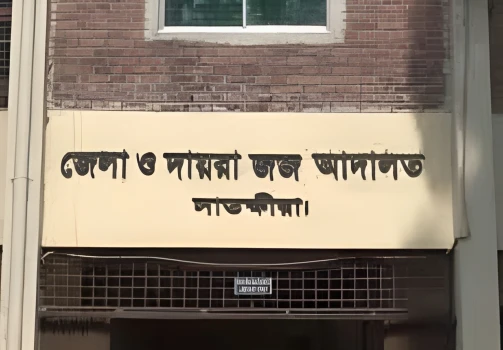 জেলা ও দায়রা জজ আদালত
সাতক্ষীরা।